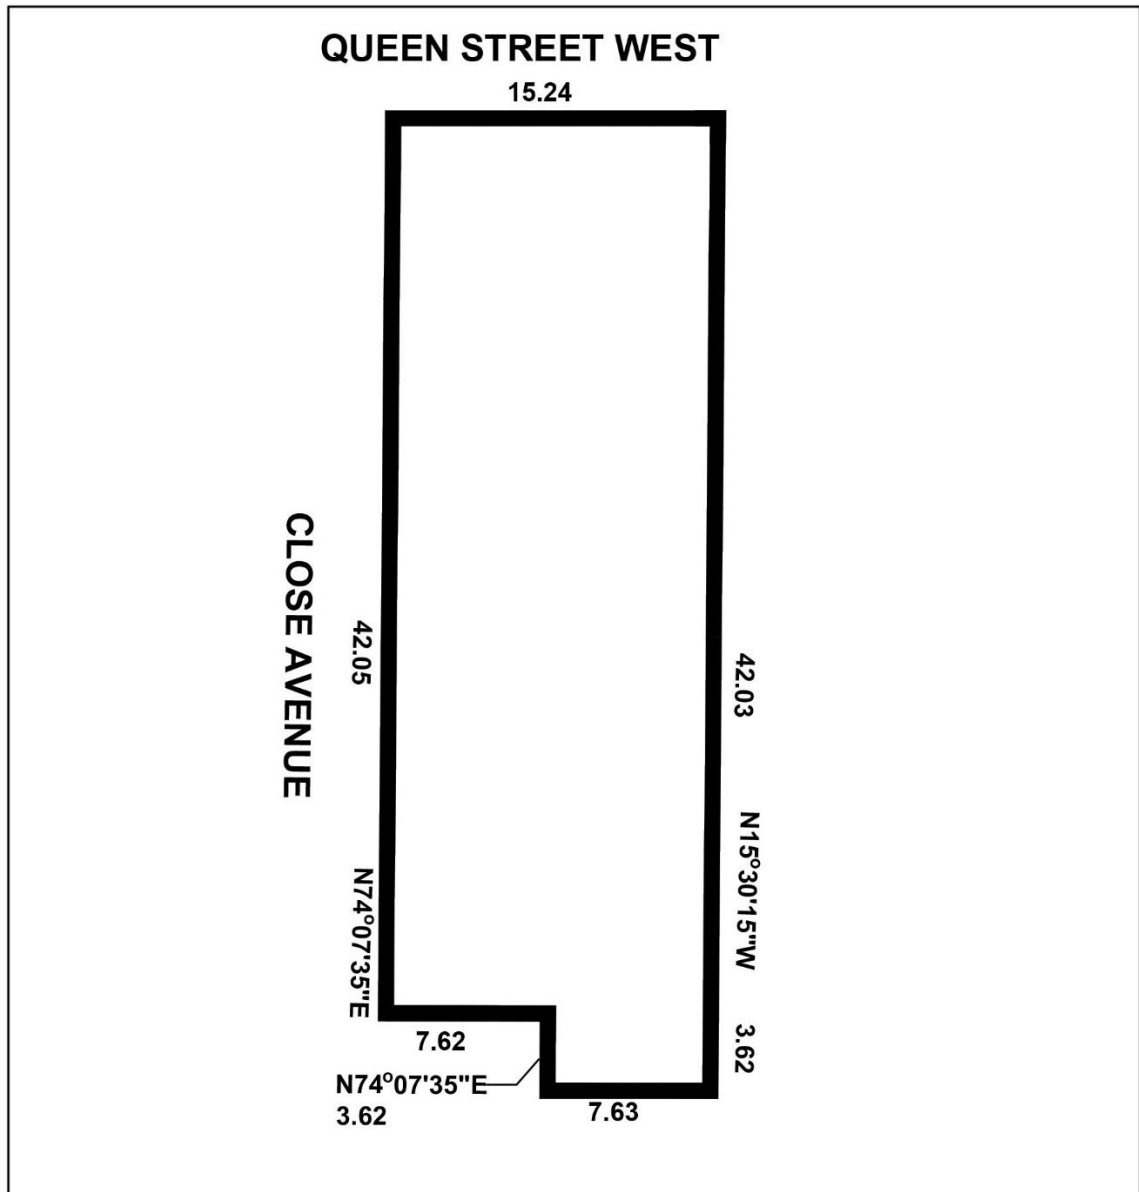 QUEEN STREET WEST
15.24
CLOSE AVENUE
42.05
42.03
N74°07'35"E
N15°30'15"W
7.62
3.62
N74°07'35"E
3.62
7.63